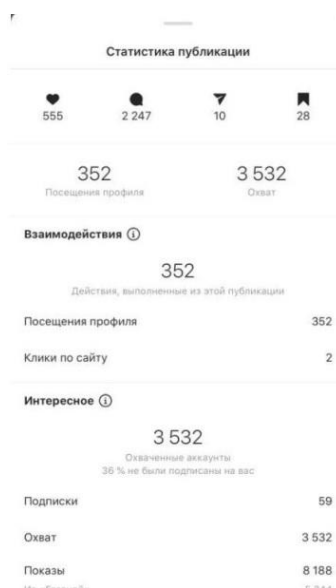 Статистика публикации
555 2 247 10 28
352 3 532
Посещения профиля Охват
Взаимодействия
352
Действия, выполненные из этой публикации
Посещения профиля 352
Клики по сайту 2
Интересное
3 532
Охваченные аккаунты
36 % не были подписаны на вас
Подписки 59
Охват 3 532
Показы 8 188